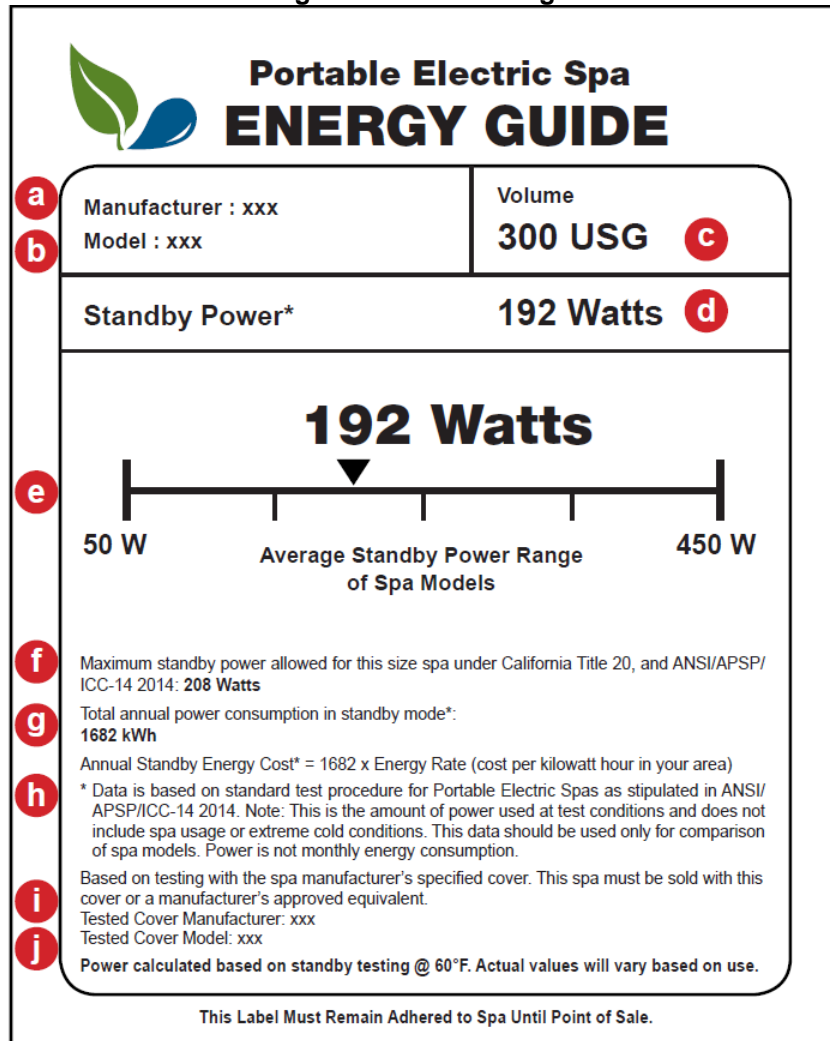 Portable Electric Spa
ENERGY GUIDE
a
Manufacturer : xxx
b
Model : xxx
Volume
300 USG
c
Standby Power*
192 Watts
d
192 Watts
e
50 W
450 W
Average Standby Power Range
of Spa Models
f
Maximum standby power allowed for this size spa under California Title 20, and ANSI/APSP/
ICC-14 2014: 208 Watts
g
Total annual power consumption in standby mode*:
1682 kWh
Annual Standby Energy Cost* = 1682 x Energy Rate (cost per kilowatt hour in your area)
h
* Data is based on standard test procedure for Portable Electric Spas as stipulated in ANSI/
APSP/ICC-14 2014. Note: This is the amount of power used at test conditions and does not
include spa usage or extreme cold conditions. This data should be used only for comparison
of spa models. Power is not monthly energy consumption.
Based on testing with the spa manufacturer's specified cover. This spa must be sold with this
cover or a manufacturer's approved equivalent.
i
Tested Cover Manufacturer: xxx
j
Tested Cover Model: xxx
Power calculated based on standby testing @ 60°F. Actual values will vary based on use.
This Label Must Remain Adhered to Spa Until Point of Sale.